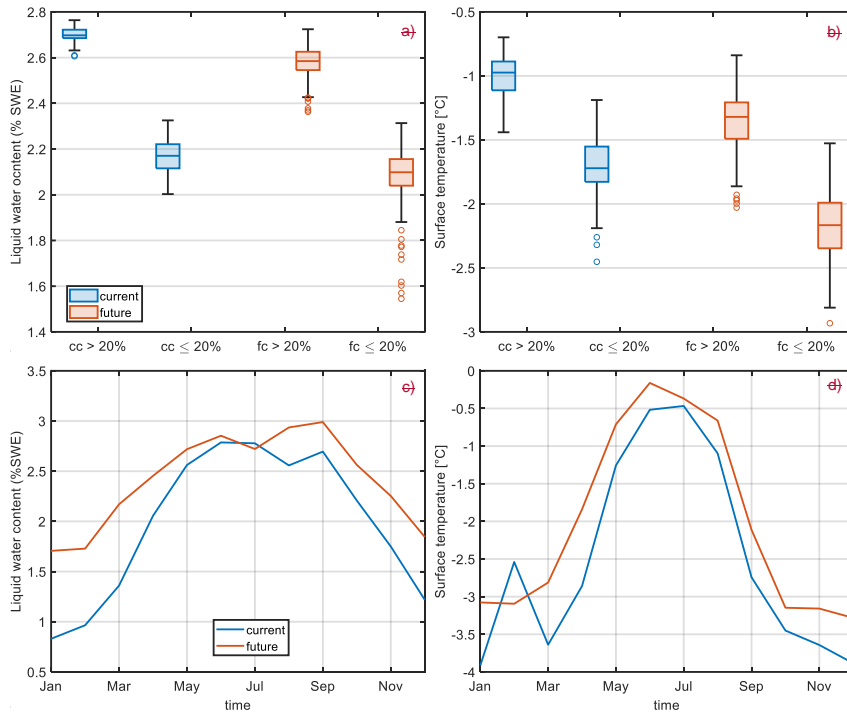 a)
2.8
2.6
2.4
2.2
2
1.8
1.6
1.4
Liquid water ocntent (% SWE)
current
future
cc > 20%
cc ≤ 20%
fc > 20%
fc ≤ 20%
b)
-0.5
-1
-1.5
-2
-2.5
-3
Surface temperature [°C]
cc > 20%
cc ≤ 20%
fc > 20%
fc ≤ 20%
c)
3.5
3
2.5
2
1.5
1
0.5
Liquid water content (%SWE)
current
future
Jan
Mar
May
Jul
Sep
Nov
time
d)
0
-0.5
-1
-1.5
-2
-2.5
-3
-3.5
-4
Surface temperature [°C]
Jan
Mar
May
Jul
Sep
Nov
time